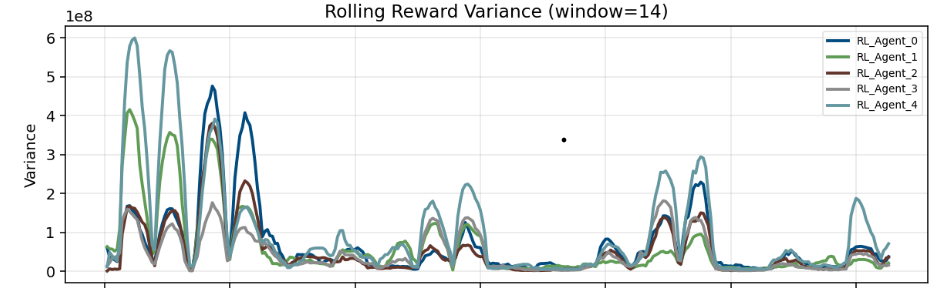 Rolling Reward Variance (window=14)
1e8
6
5
4
3
2
1
0
Variance
RL_Agent_0
RL_Agent_1
RL_Agent_2
RL_Agent_3
RL_Agent_4